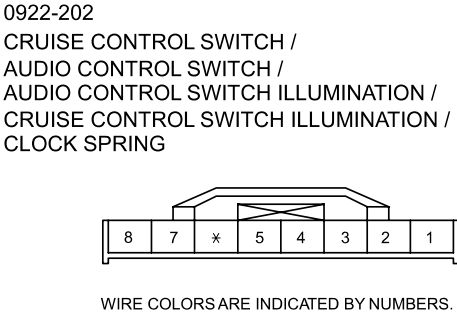 0922-202
CRUISE CONTROL SWITCH /
AUDIO CONTROL SWITCH /
AUDIO CONTROL SWITCH ILLUMINATION /
CRUISE CONTROL SWITCH ILLUMINATION /
CLOCK SPRING
8 7 * 5 4 3 2 1
WIRE COLORS ARE INDICATED BY NUMBERS.